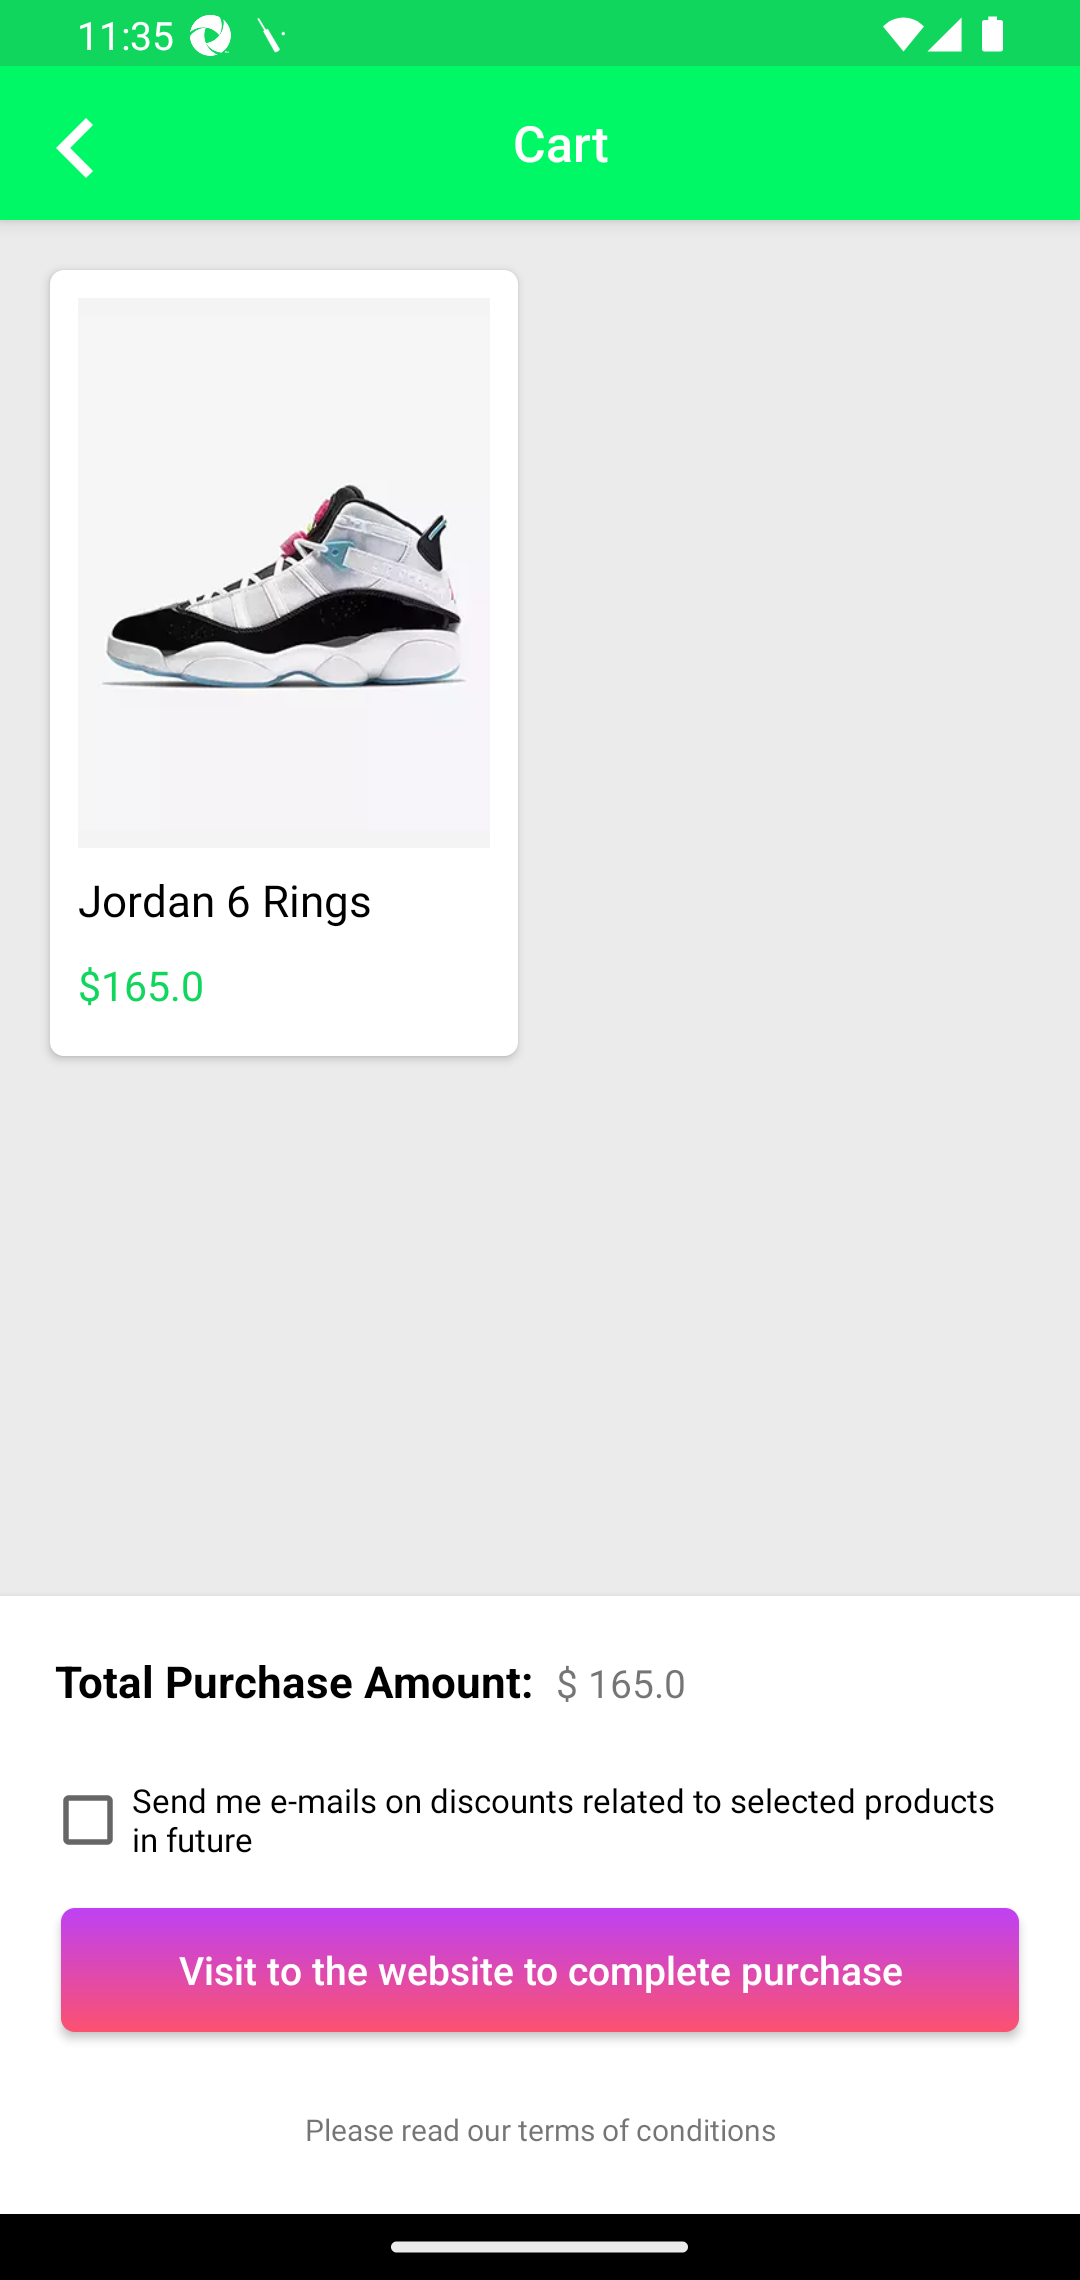 11:35
Cart
Jordan 6 Rings
$165.0
Total Purchase Amount: $ 165.0
Send me e-mails on discounts related to selected products
in future
Visit to the website to complete purchase
Please read our terms of conditions